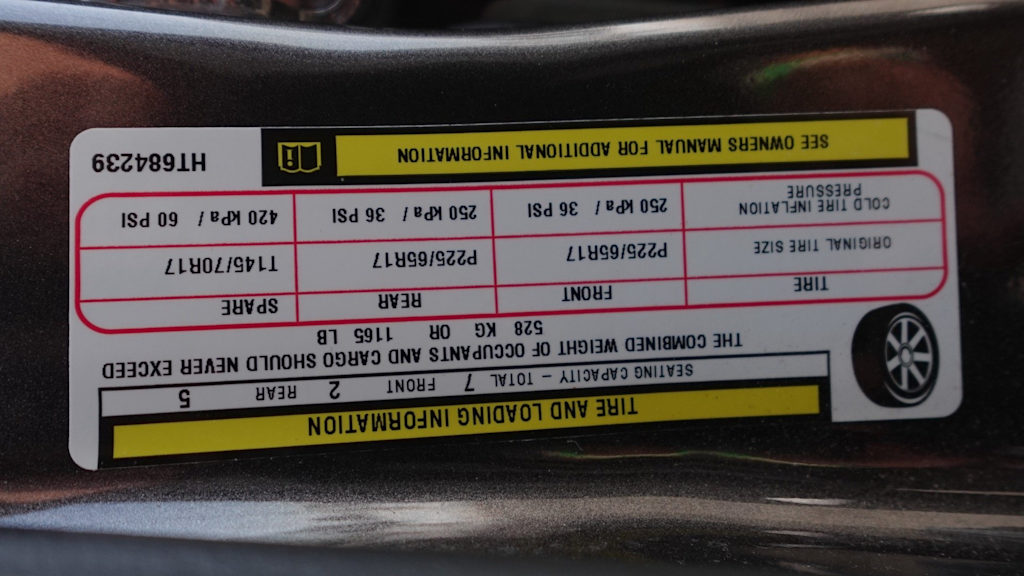 TIRE AND LOADING INFORMATION
SEATING CAPACITY – TOTAL 7 FRONT 2 REAR 5
THE COMBINED WEIGHT OF OCCUPANTS AND CARGO SHOULD NEVER EXCEED
528 KG OR 1165 LB
TIRE FRONT REAR SPARE
ORIGINAL TIRE SIZE P225/65R17 P225/65R17 T145/70R17
COLD TIRE INFLATION PRESSURE 250 kPa / 36 PSI 250 kPa / 36 PSI 420 kPa / 60 PSI
SEE OWNERS MANUAL FOR ADDITIONAL INFORMATION
HT684239